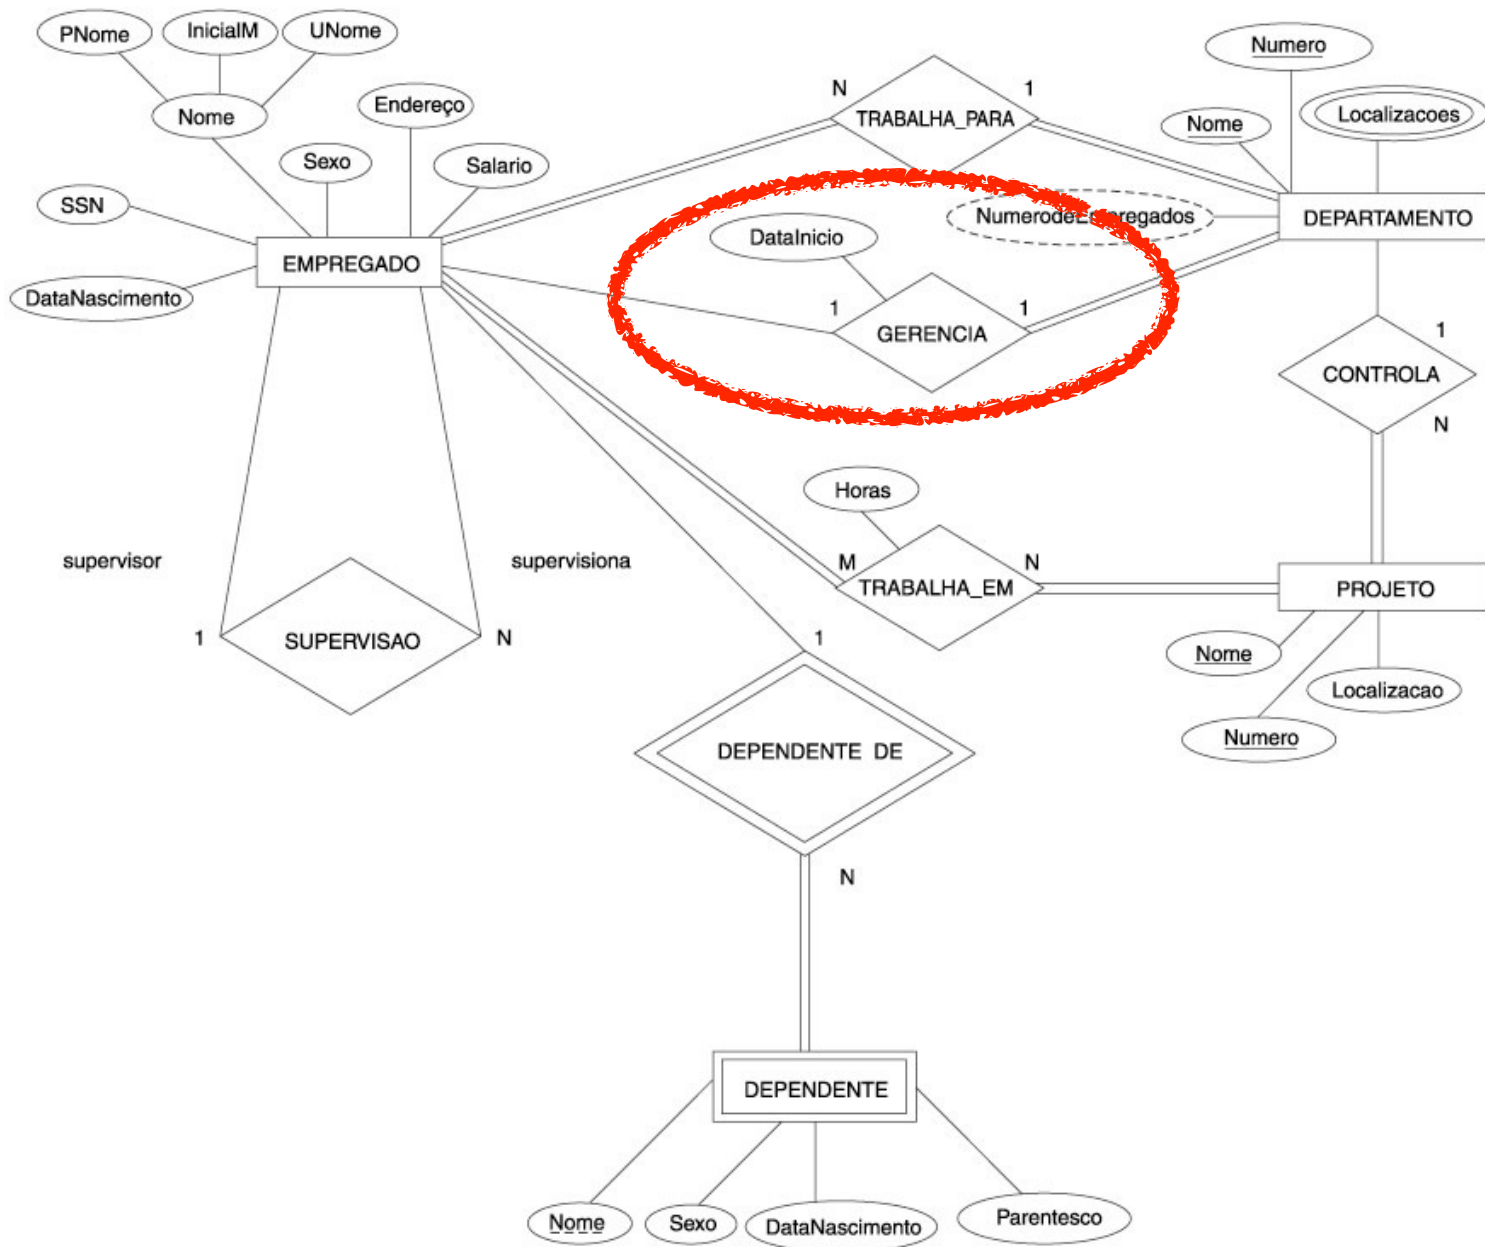 PNome
InicialM
UNome
Numero
Nome
Endereço
N
1
TRABALHA_PARA
Nome
Localizacoes
Sexo
Salario
SSN
NumerodeEmpregados
DEPARTAMENTO
DataInicio
EMPREGADO
DataNascimento
1
1
GERENCIA
1
CONTROLA
N
Horas
supervisor
supervisiona
M
N
TRABALHA_EM
PROJETO
1
SUPERVISAO
N
1
Nome
Localizacao
Numero
DEPENDENTE DE
N
DEPENDENTE
Nome
Sexo
DataNascimento
Parentesco